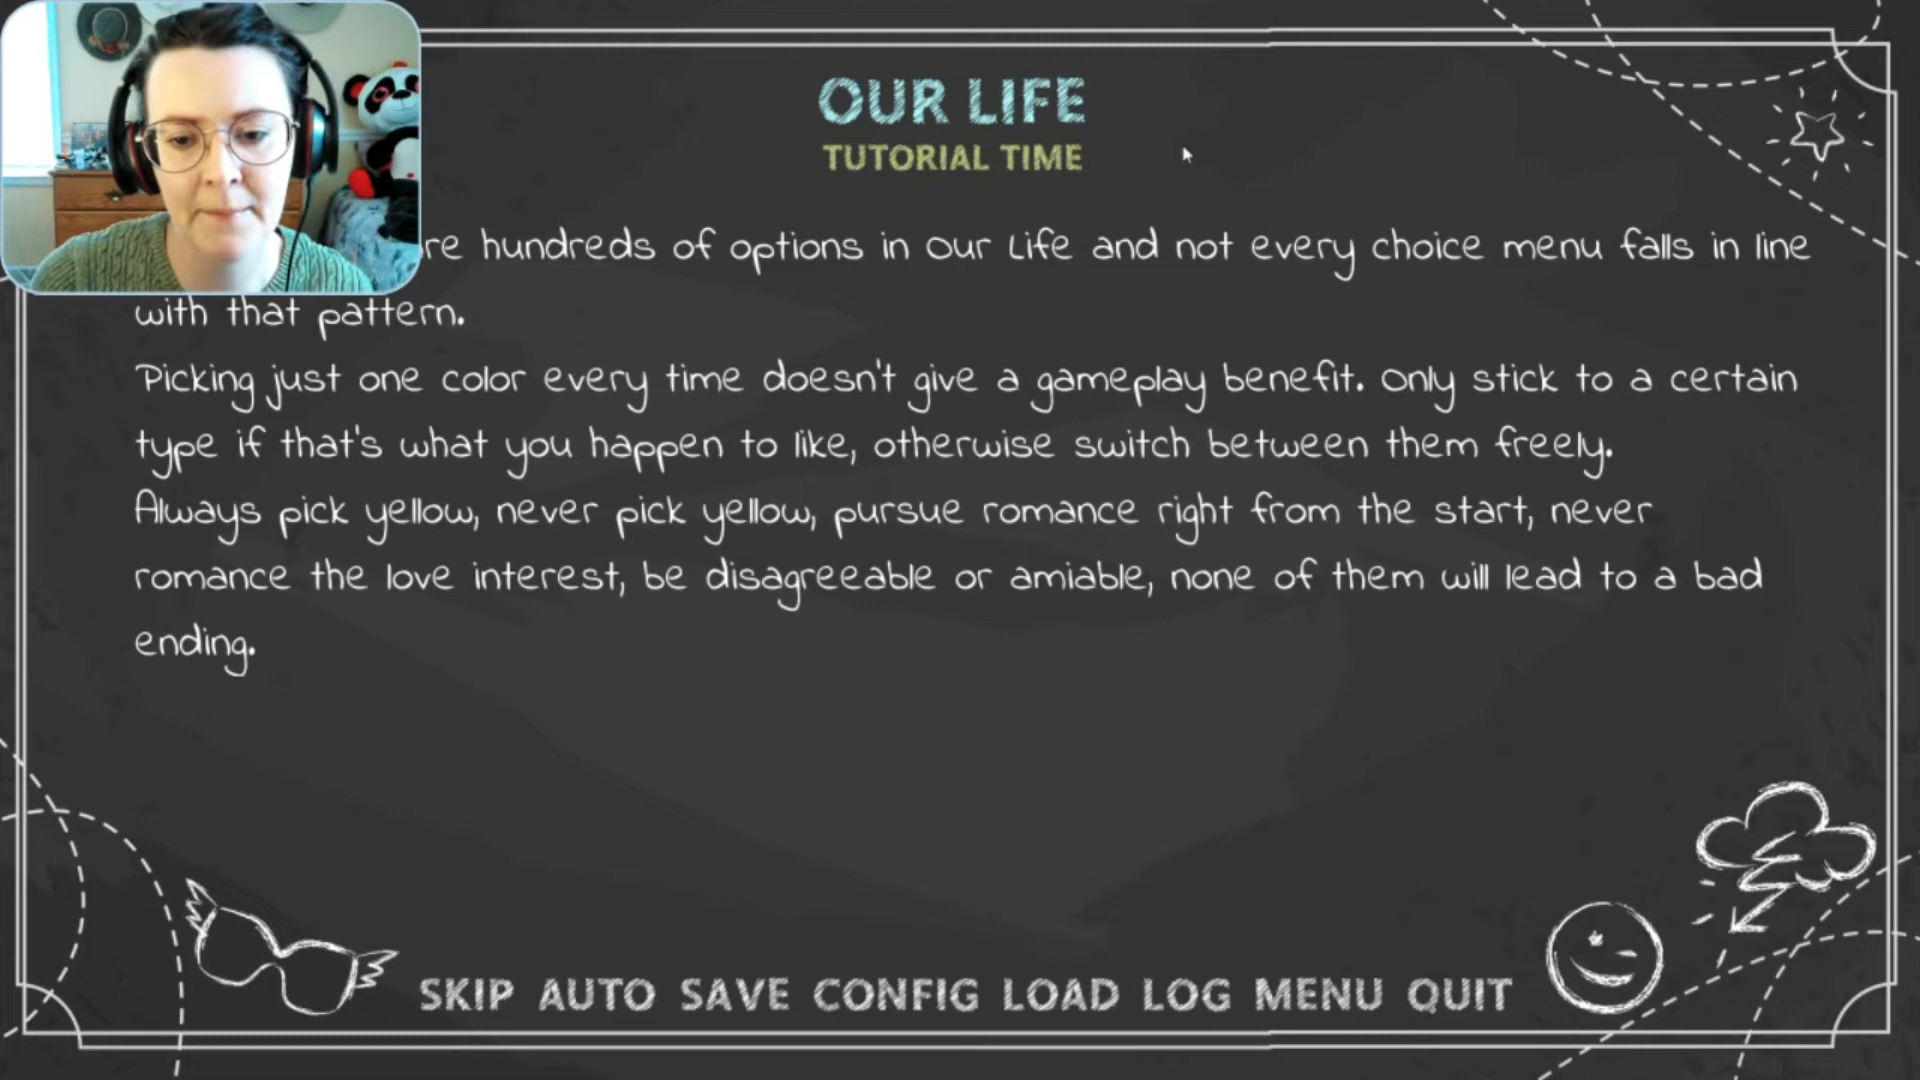 OUR LIFE
TUTORIAL TIME
hundreds of options in Our Life and not every choice menu falls in line
with that pattern.
Picking just one color every time doesn't give a gameplay benefit. Only stick to a certain
type if that's what you happen to like, otherwise switch between them freely.
Always pick yellow, never pick yellow, pursue romance right from the start, never
romance the love interest, be disagreeable or amiable, none of them will lead to a bad
ending.
SKIP AUTO SAVE CONFIG LOAD LOG MENU QUIT